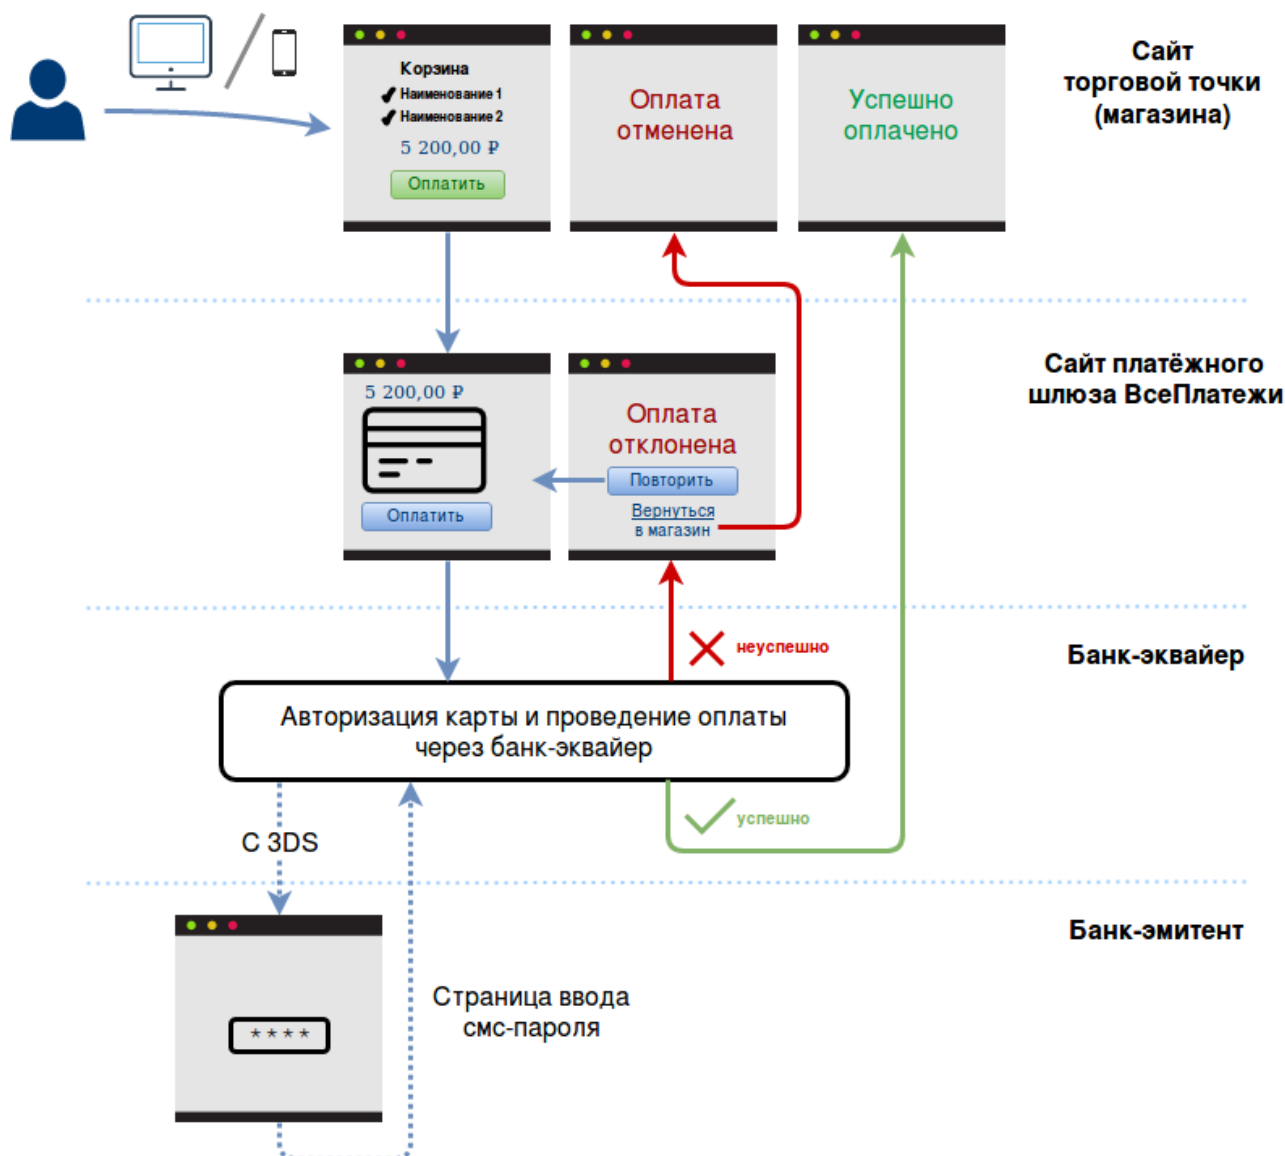 Корзина
Наименование 1
Наименование 2
5 200,00 ₽
Оплатить
Оплата
отменена
Успешно
оплачено
Сайт
торговой точки
(магазина)
5 200,00 ₽
Оплатить
Оплата
отклонена
Повторить
Вернуться
в магазин
Сайт платёжного
шлюза ВсеПлатежи
неуспешно
Банк-эквайер
Авторизация карты и проведение оплаты
через банк-эквайер
успешно
С 3DS
Банк-эмитент
****
Страница ввода
смс-пароля